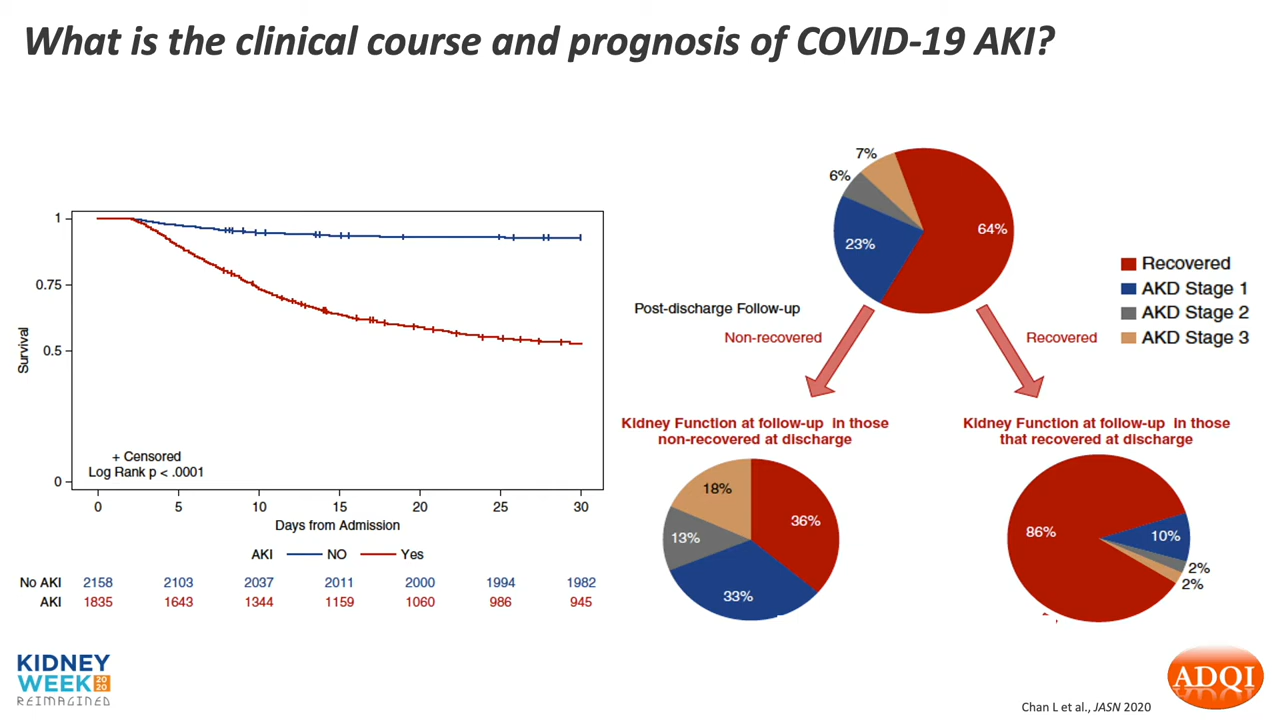 What is the clinical course and prognosis of COVID-19 AKI?
1
0.75
0.5
0
Survival
+ Censored
Log Rank p < .0001
0 5 10 15 20 25 30
Days from Admission
AKI NO Yes
No AKI 2158 2103 2037 2011 2000 1994 1982
AKI 1835 1643 1344 1159 1060 986 945
7%
6%
23%
64%
Recovered
AKD Stage 1
AKD Stage 2
AKD Stage 3
Post-discharge Follow-up
Non-recovered
Recovered
Kidney Function at follow-up in those
non-recovered at discharge
18%
36%
13%
33%
Kidney Function at follow-up in those
that recovered at discharge
86%
10%
2%
2%
KIDNEY
WEEK 2020
REIMAGINED
ADQI
Chan L et al., JASN 2020